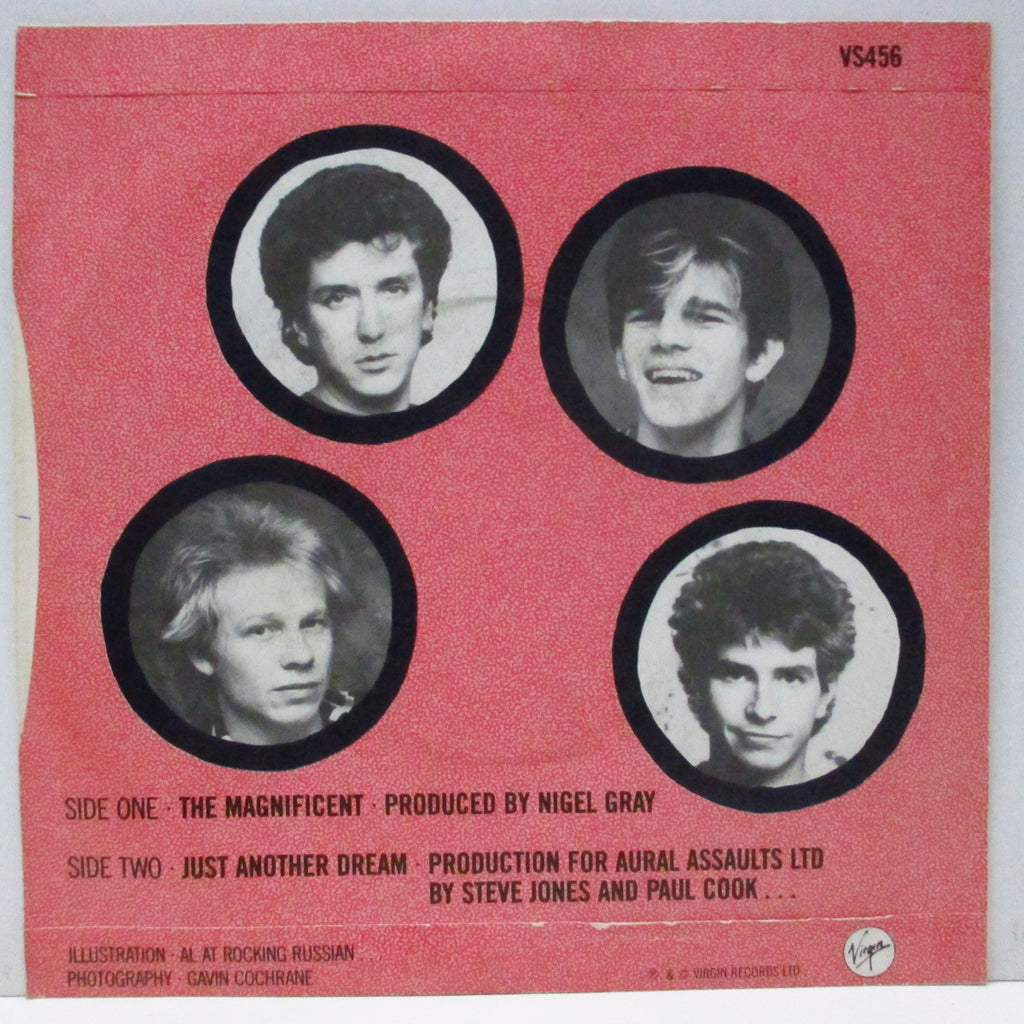 VS456
SIDE ONE · THE MAGNIFICENT · PRODUCED BY NIGEL GRAY
SIDE TWO · JUST ANOTHER DREAM · PRODUCTION FOR AURAL ASSAULTS LTD
BY STEVE JONES AND PAUL COOK...
ILLUSTRATION · AL AT ROCKING RUSSIAN...
PHOTOGRAPHY · GAVIN COCHRANE
℗ & © VIRGIN RECORDS LTD
Virgin